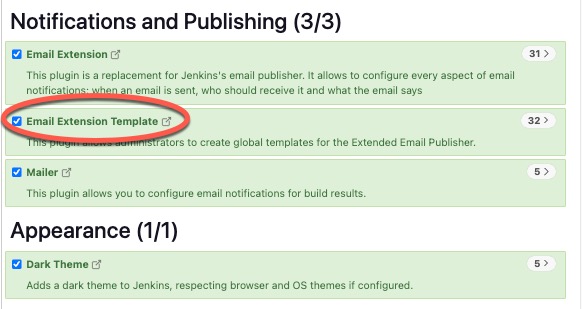 Notifications and Publishing (3/3)
Email Extension 31 >
This plugin is a replacement for Jenkins's email publisher. It allows to configure every aspect of email
notifications: when an email is sent, who should receive it and what the email says
Email Extension Template 32 >
This plugin allows administrators to create global templates for the Extended Email Publisher.
Mailer 5 >
This plugin allows you to configure email notifications for build results.
Appearance (1/1)
Dark Theme 5 >
Adds a dark theme to Jenkins, respecting browser and OS themes if configured.